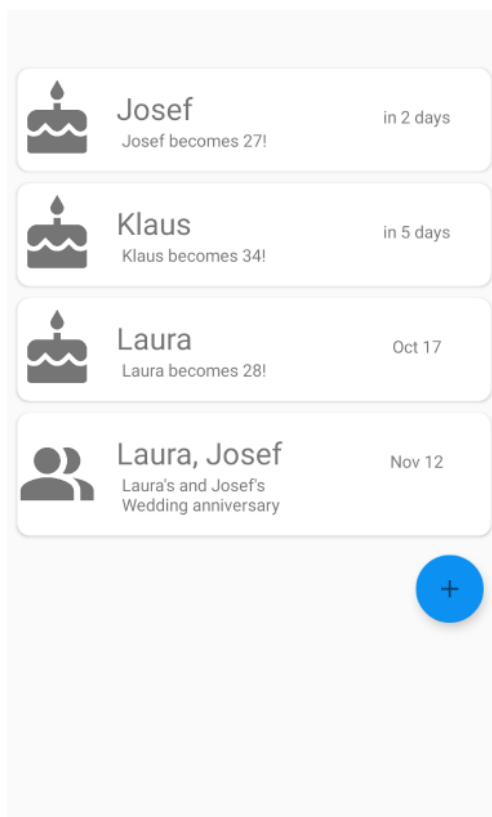 Josef
in 2 days
Josef becomes 27!
Klaus
in 5 days
Klaus becomes 34!
Laura
Oct 17
Laura becomes 28!
Laura, Josef
Nov 12
Laura's and Josef's
Wedding anniversary
+